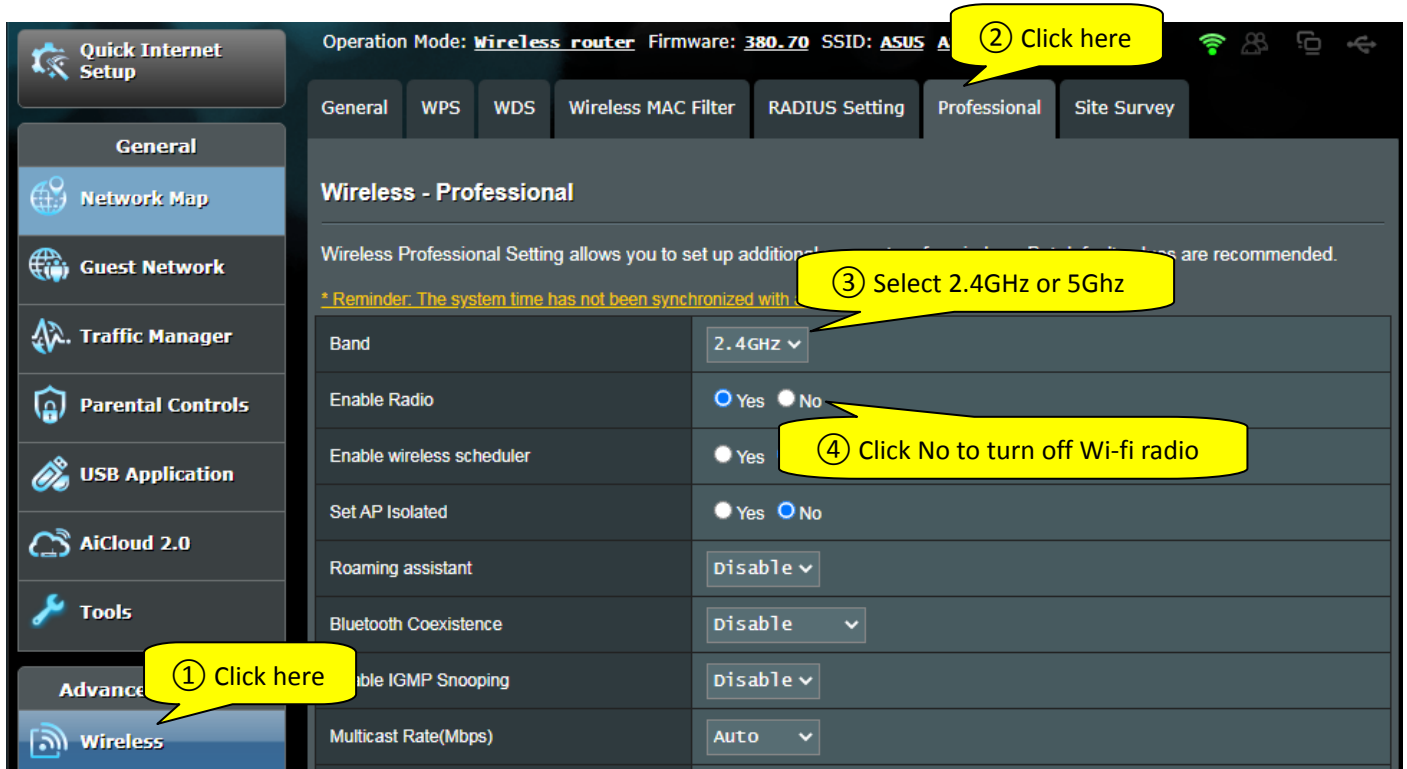 Quick Internet
Setup
General
Network Map
Guest Network
Traffic Manager
Parental Controls
USB Application
AiCloud 2.0
Tools
Advance
Wireless
① Click here
Operation Mode: Wireless router Firmware: 380.70 SSID: ASUS
② Click here
General WPS WDS Wireless MAC Filter RADIUS Setting Professional Site Survey
Wireless - Professional
Wireless Professional Setting allows you to set up additional are recommended.
* Reminder: The system time has not been synchronized with
③ Select 2.4GHz or 5Ghz
Band 2.4GHz
Enable Radio Yes No
④ Click No to turn off Wi-fi radio
Enable wireless scheduler Yes
Set AP Isolated Yes No
Roaming assistant Disable
Bluetooth Coexistence Disable
able IGMP Snooping Disable
Multicast Rate(Mbps) Auto